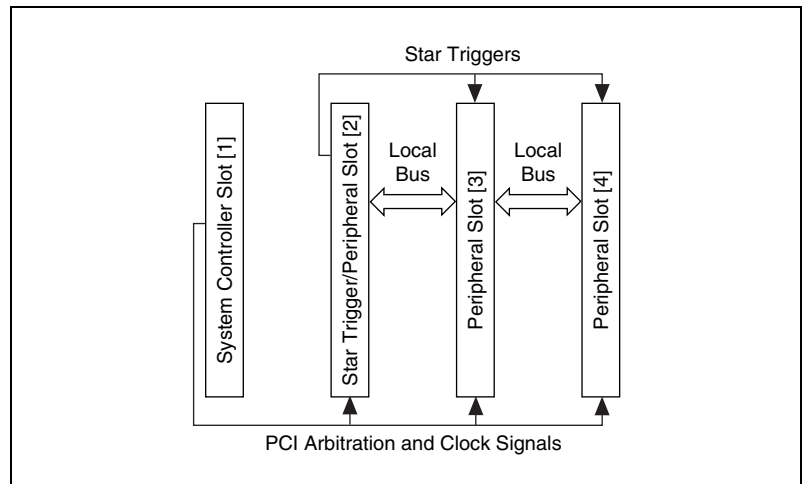 Star Triggers
System Controller Slot [1]
Star Trigger/Peripheral Slot [2]
Local
Bus
Peripheral Slot [3]
Local
Bus
Peripheral Slot [4]
PCI Arbitration and Clock Signals